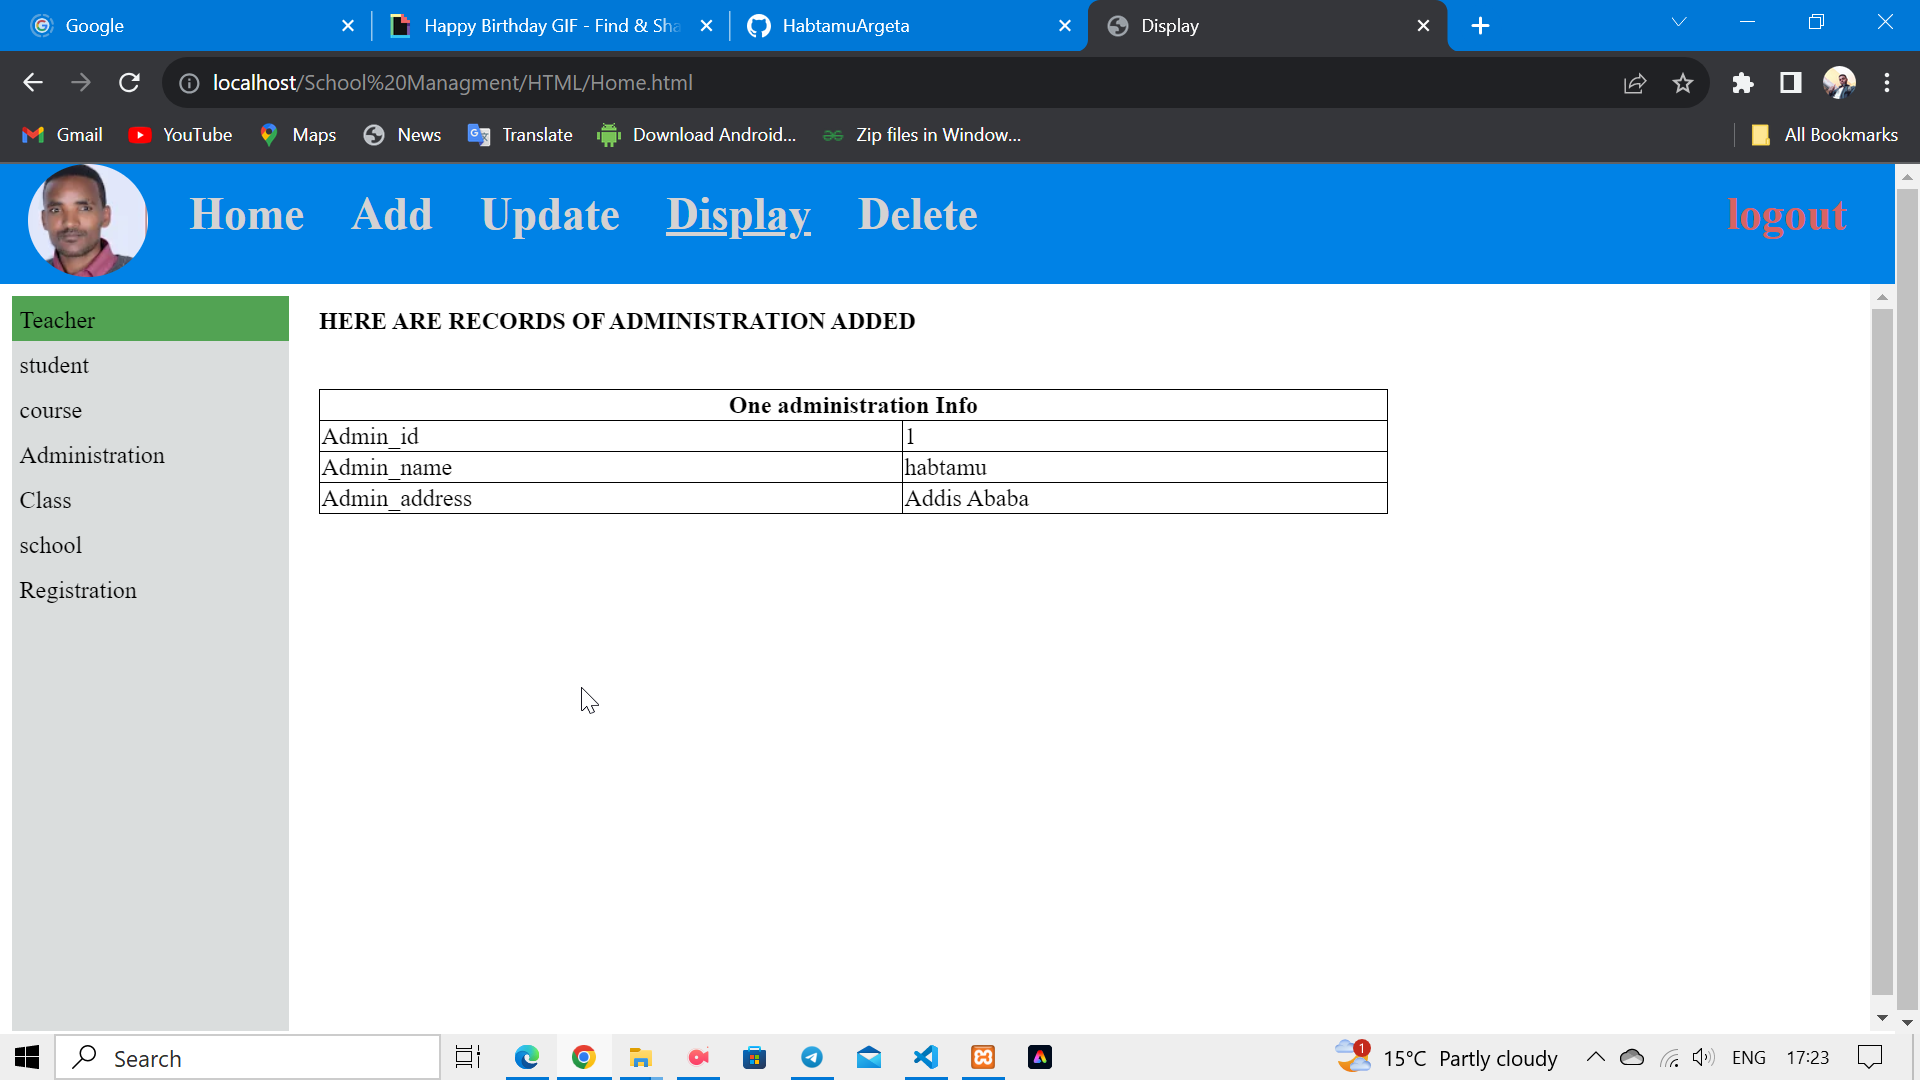 Google
Happy Birthday GIF - Find & Sha
HabtamuArgeta
Display
localhost/School%20Managment/HTML/Home.html
Gmail YouTube Maps News Translate Download Android... Zip files in Window... All Bookmarks
Home Add Update Display Delete logout
Teacher
student
course
Administration
Class
school
Registration
HERE ARE RECORDS OF ADMINISTRATION ADDED
One administration Info
Admin_id 1
Admin_name habtamu
Admin_address Addis Ababa
Search
1
15°C Partly cloudy
ENG
17:23